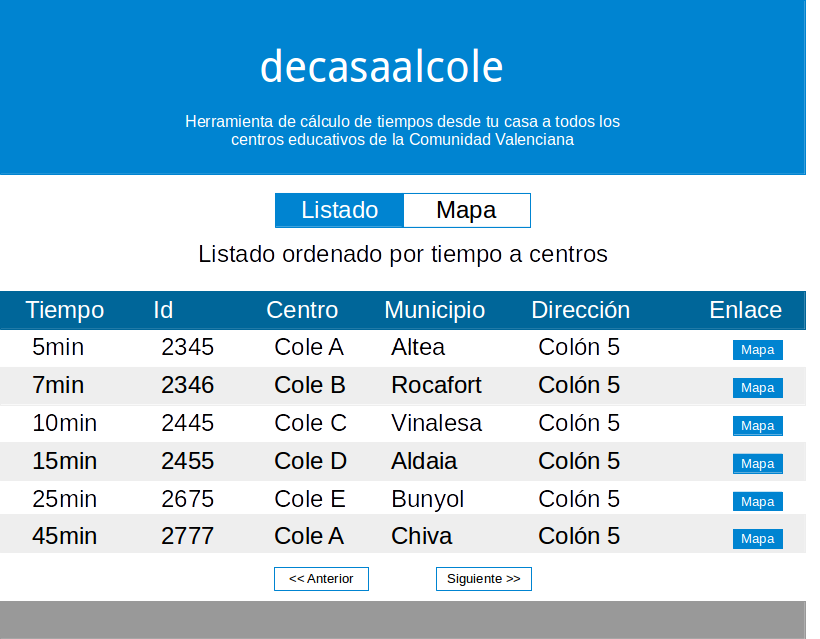 decasaalcole
Herramienta de cálculo de tiempos desde tu casa a todos los
centros educativos de la Comunidad Valenciana
Listado Mapa
Listado ordenado por tiempo a centros
Tiempo Id Centro Municipio Dirección Enlace
5min 2345 Cole A Altea Colón 5 Mapa
7min 2346 Cole B Rocafort Colón 5 Mapa
10min 2445 Cole C Vinalesa Colón 5 Mapa
15min 2455 Cole D Aldaia Colón 5 Mapa
25min 2675 Cole E Bunyol Colón 5 Mapa
45min 2777 Cole A Chiva Colón 5 Mapa
<< Anterior Siguiente >>